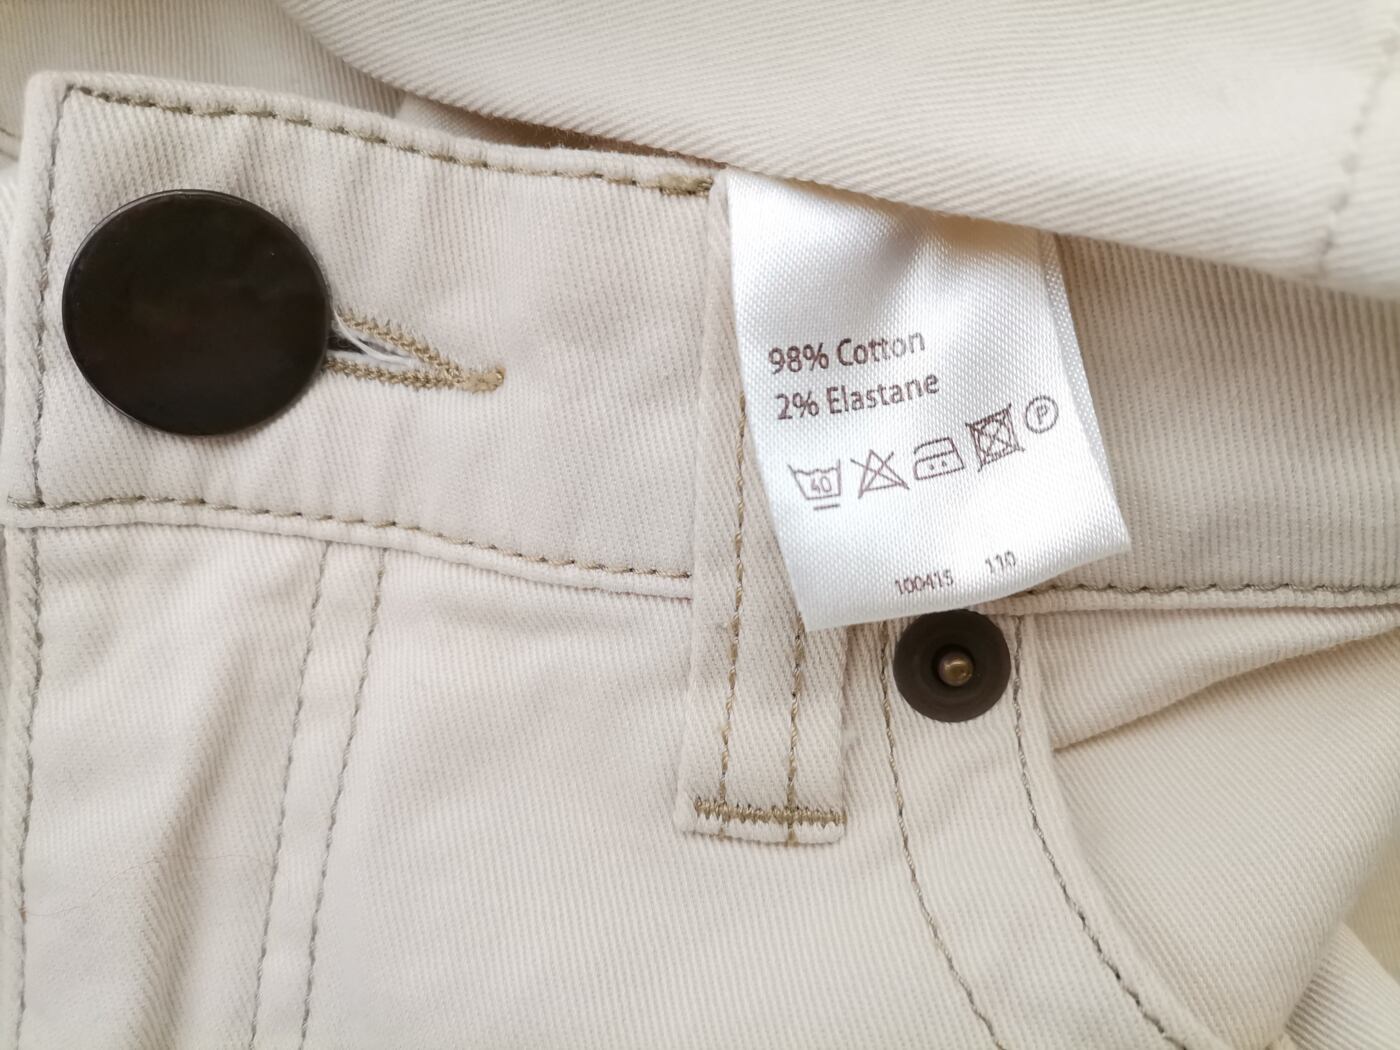 98% Cotton
2% Elastane
40 P
100415 110